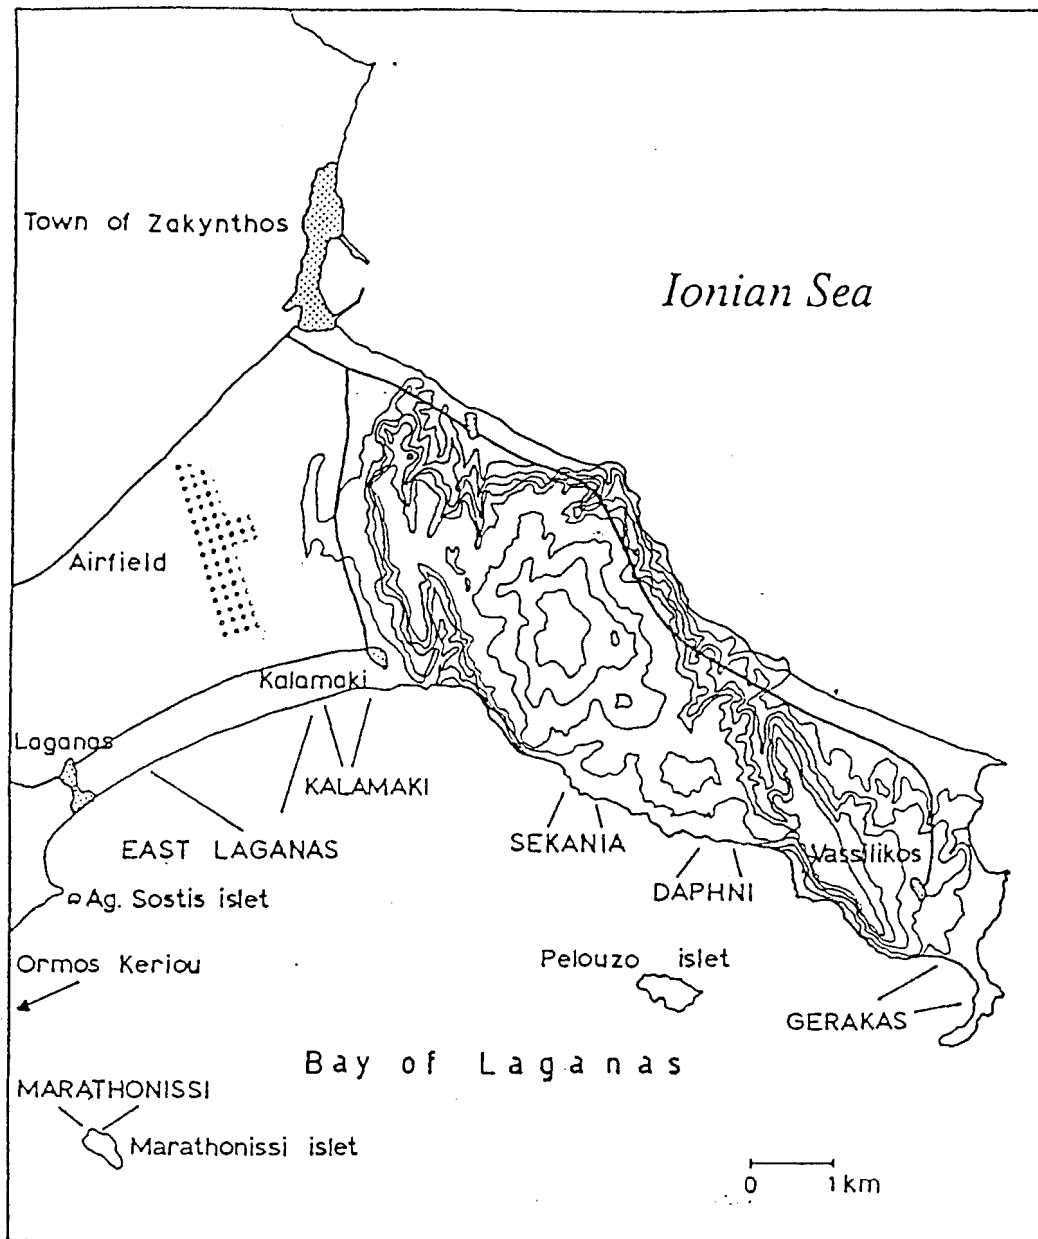 Town of Zakynthos
Ionian Sea
Airfield
Kalamaki
Laganas
KALAMAKI
EAST LAGANAS
SEKANIA
Vassilikos
DAPHNI
Ag. Sostis islet
Ormos Keriou
Pelouzo islet
GERAKAS
Bay of Laganas
MARATHONISSI
Marathonissi islet
0 1 km